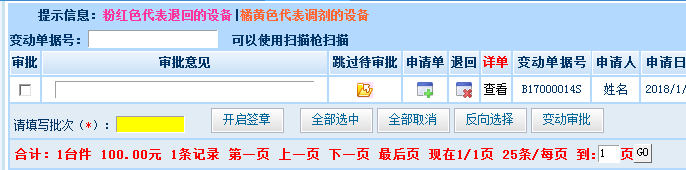 提示信息：粉红色代表退回的设备|橘黄色代表调剂的设备
变动单据号： 可以使用扫描枪扫描
审批 审批意见 跳过待审批 申请单 退回 详单 变动单据号 申请人 申请日
查看 B17000014S 姓名 2018/1/
请填写批次（*）： 开启签章 全部选中 全部取消 反向选择 变动审批
合计：1台件 100.00元 1条记录 第一页 上一页 下一页 最后页 现在1/1页 25条/每页 到:1 页GO